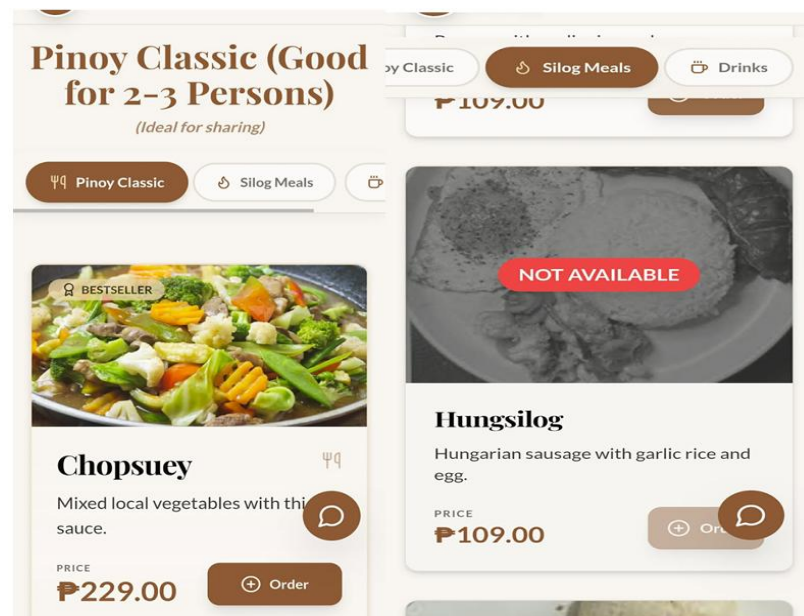 Pinoy Classic (Good
for 2-3 Persons)
(Ideal for sharing)
Pinoy Classic
Silog Meals
BESTSELLER
Chopsuey
Mixed local vegetables with thi
sauce.
PRICE
₱229.00
Order
oy Classic
Silog Meals
Drinks
₱109.00
NOT AVAILABLE
Hungsilog
Hungarian sausage with garlic rice and
egg.
PRICE
₱109.00
Or